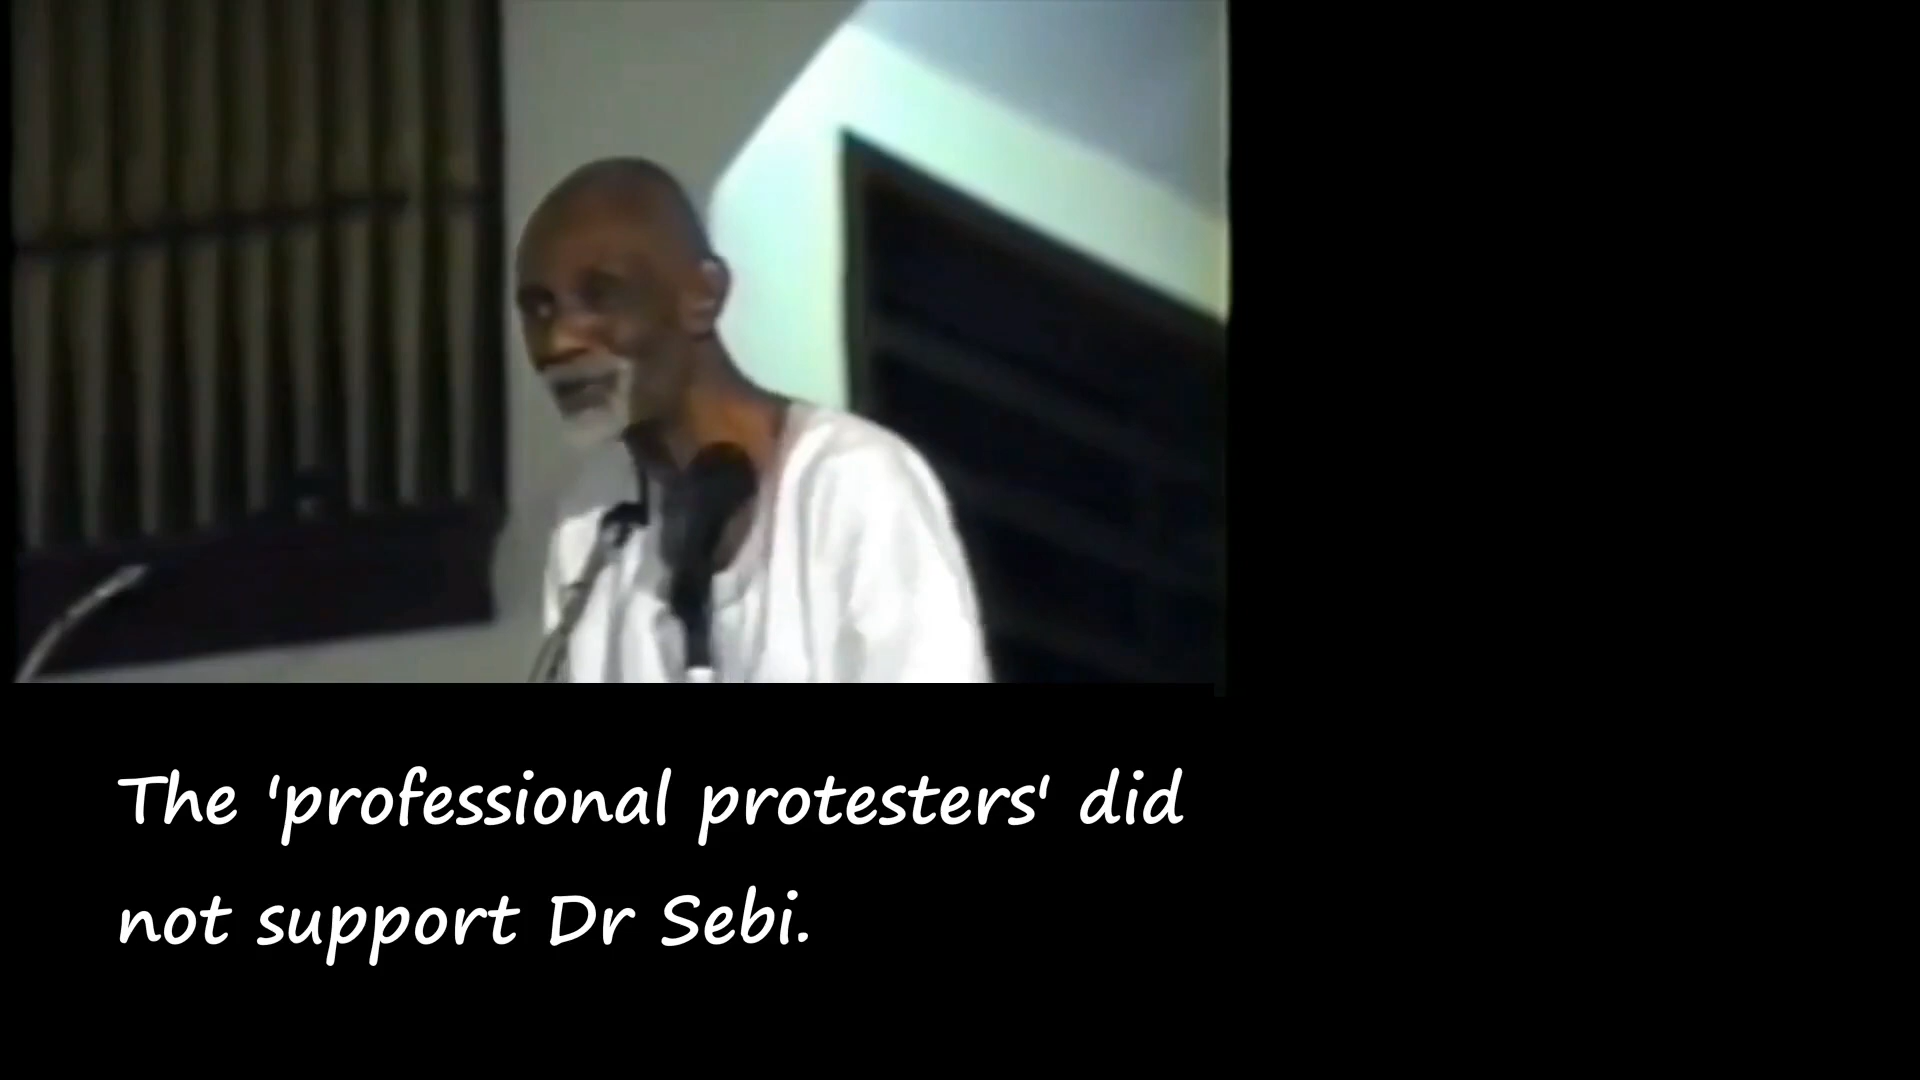 The 'professional protesters' did
not support Dr Sebi.